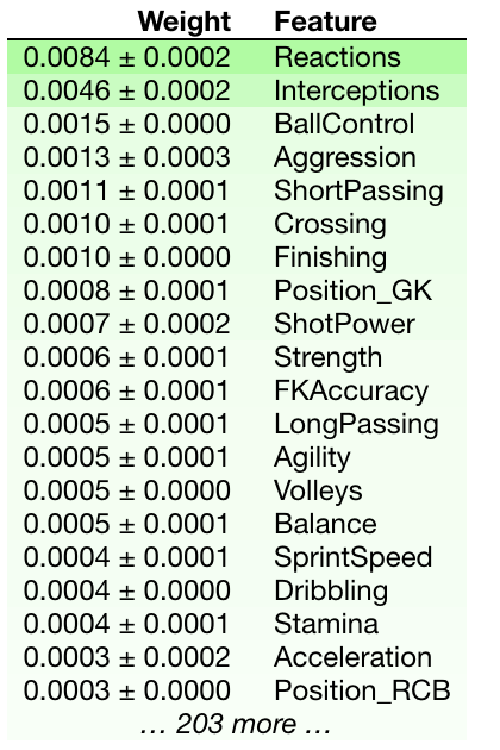 Weight Feature
0.0084 ± 0.0002 Reactions
0.0046 ± 0.0002 Interceptions
0.0015 ± 0.0000 BallControl
0.0013 ± 0.0003 Aggression
0.0011 ± 0.0001 ShortPassing
0.0010 ± 0.0001 Crossing
0.0010 ± 0.0000 Finishing
0.0008 ± 0.0001 Position_GK
0.0007 ± 0.0002 ShotPower
0.0006 ± 0.0001 Strength
0.0006 ± 0.0001 FKAccuracy
0.0005 ± 0.0001 LongPassing
0.0005 ± 0.0001 Agility
0.0005 ± 0.0000 Volleys
0.0005 ± 0.0001 Balance
0.0004 ± 0.0001 SprintSpeed
0.0004 ± 0.0000 Dribbling
0.0004 ± 0.0001 Stamina
0.0003 ± 0.0002 Acceleration
0.0003 ± 0.0000 Position_RCB
… 203 more …